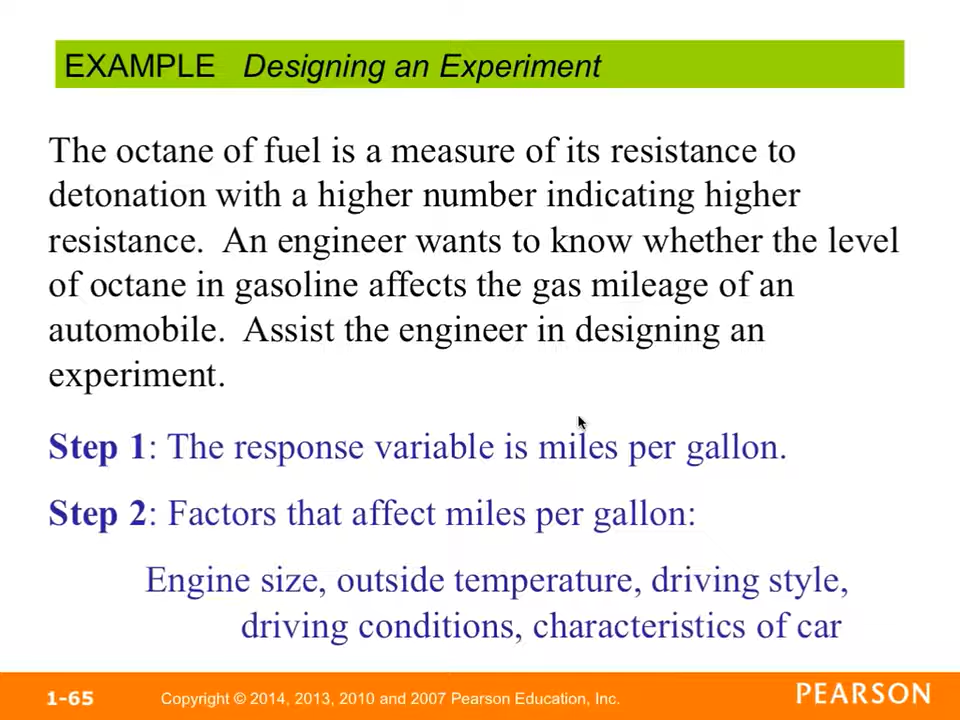 EXAMPLE Designing an Experiment
The octane of fuel is a measure of its resistance to
detonation with a higher number indicating higher
resistance. An engineer wants to know whether the level
of octane in gasoline affects the gas mileage of an
automobile. Assist the engineer in designing an
experiment.
Step 1: The response variable is miles per gallon.
Step 2: Factors that affect miles per gallon:
Engine size, outside temperature, driving style,
driving conditions, characteristics of car
1-65 Copyright © 2014, 2013, 2010 and 2007 Pearson Education, Inc. PEARSON